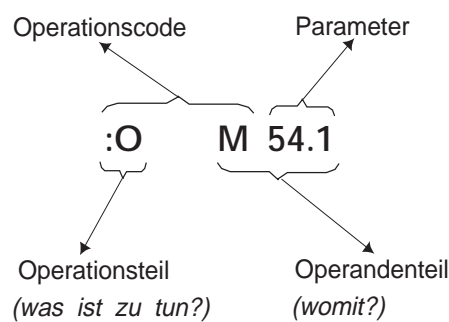 Operationscode Parameter
:O M 54.1
Operationsteil Operandenteil
(was ist zu tun?) (womit?)